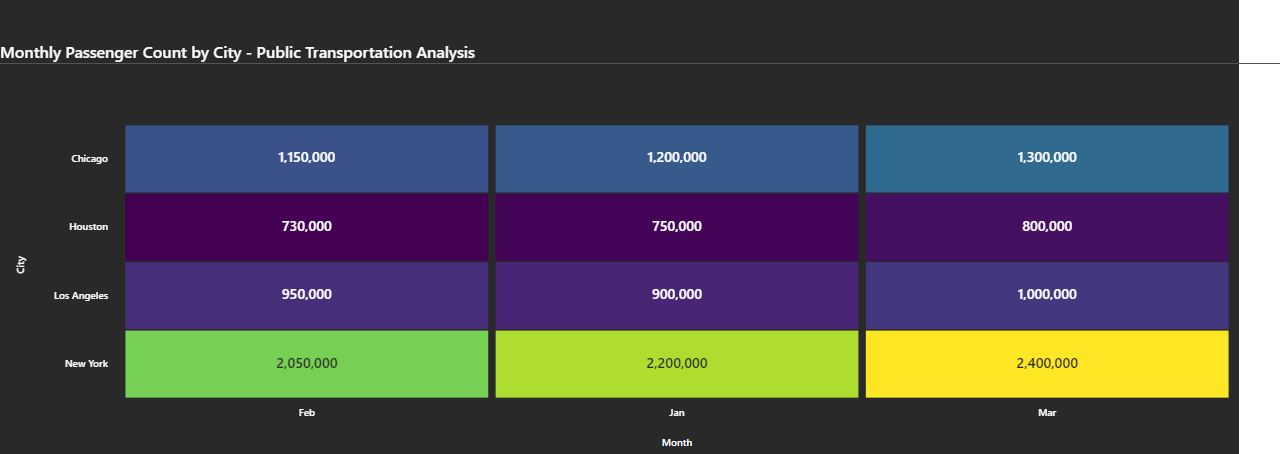 Monthly Passenger Count by City - Public Transportation Analysis
Chicago 1,150,000 1,200,000 1,300,000
Houston 730,000 750,000 800,000
City
Los Angeles 950,000 900,000 1,000,000
New York 2,050,000 2,200,000 2,400,000
Feb Jan Mar
Month